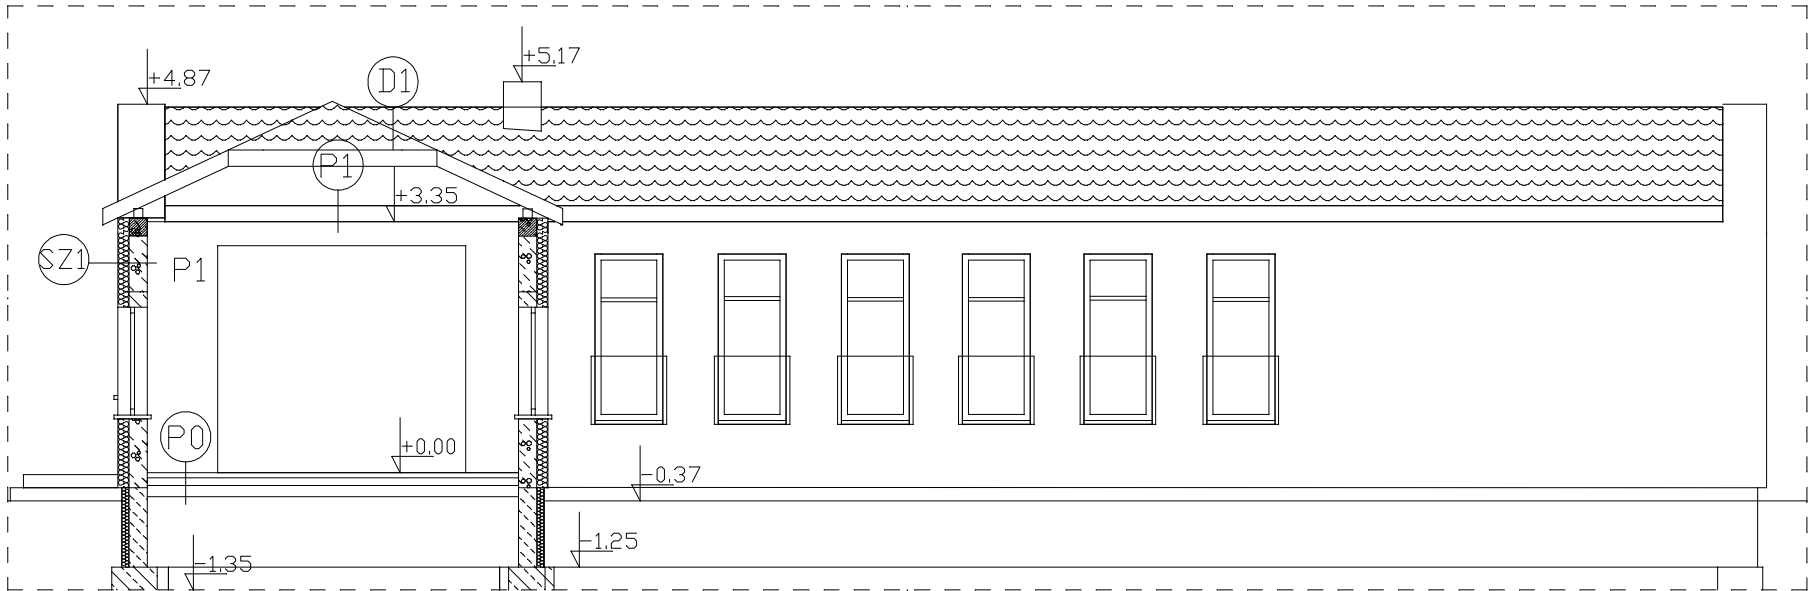 +5,17
+4,87
D1
P1
+3,35
SZ1
P1
P0
+0,00
-0,37
-1,25
-1,35